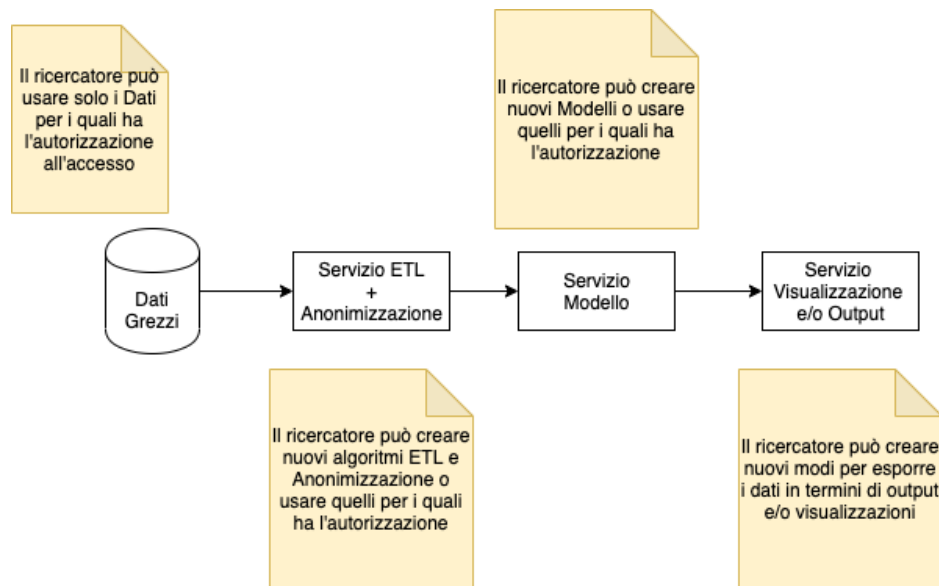 Il ricercatore può
usare solo i Dati
per i quali ha
l'autorizzazione
all'accesso
Il ricercatore può creare
nuovi Modelli o usare
quelli per i quali ha
l'autorizzazione
Dati
Grezzi
Servizio ETL
+
Anonimizzazione
Servizio
Modello
Servizio
Visualizzazione
e/o Output
Il ricercatore può creare
nuovi algoritmi ETL e
Anonimizzazione o
usare quelli per i quali
ha l'autorizzazione
Il ricercatore può creare
nuovi modi per esporre
i dati in termini di output
e/o visualizzazioni